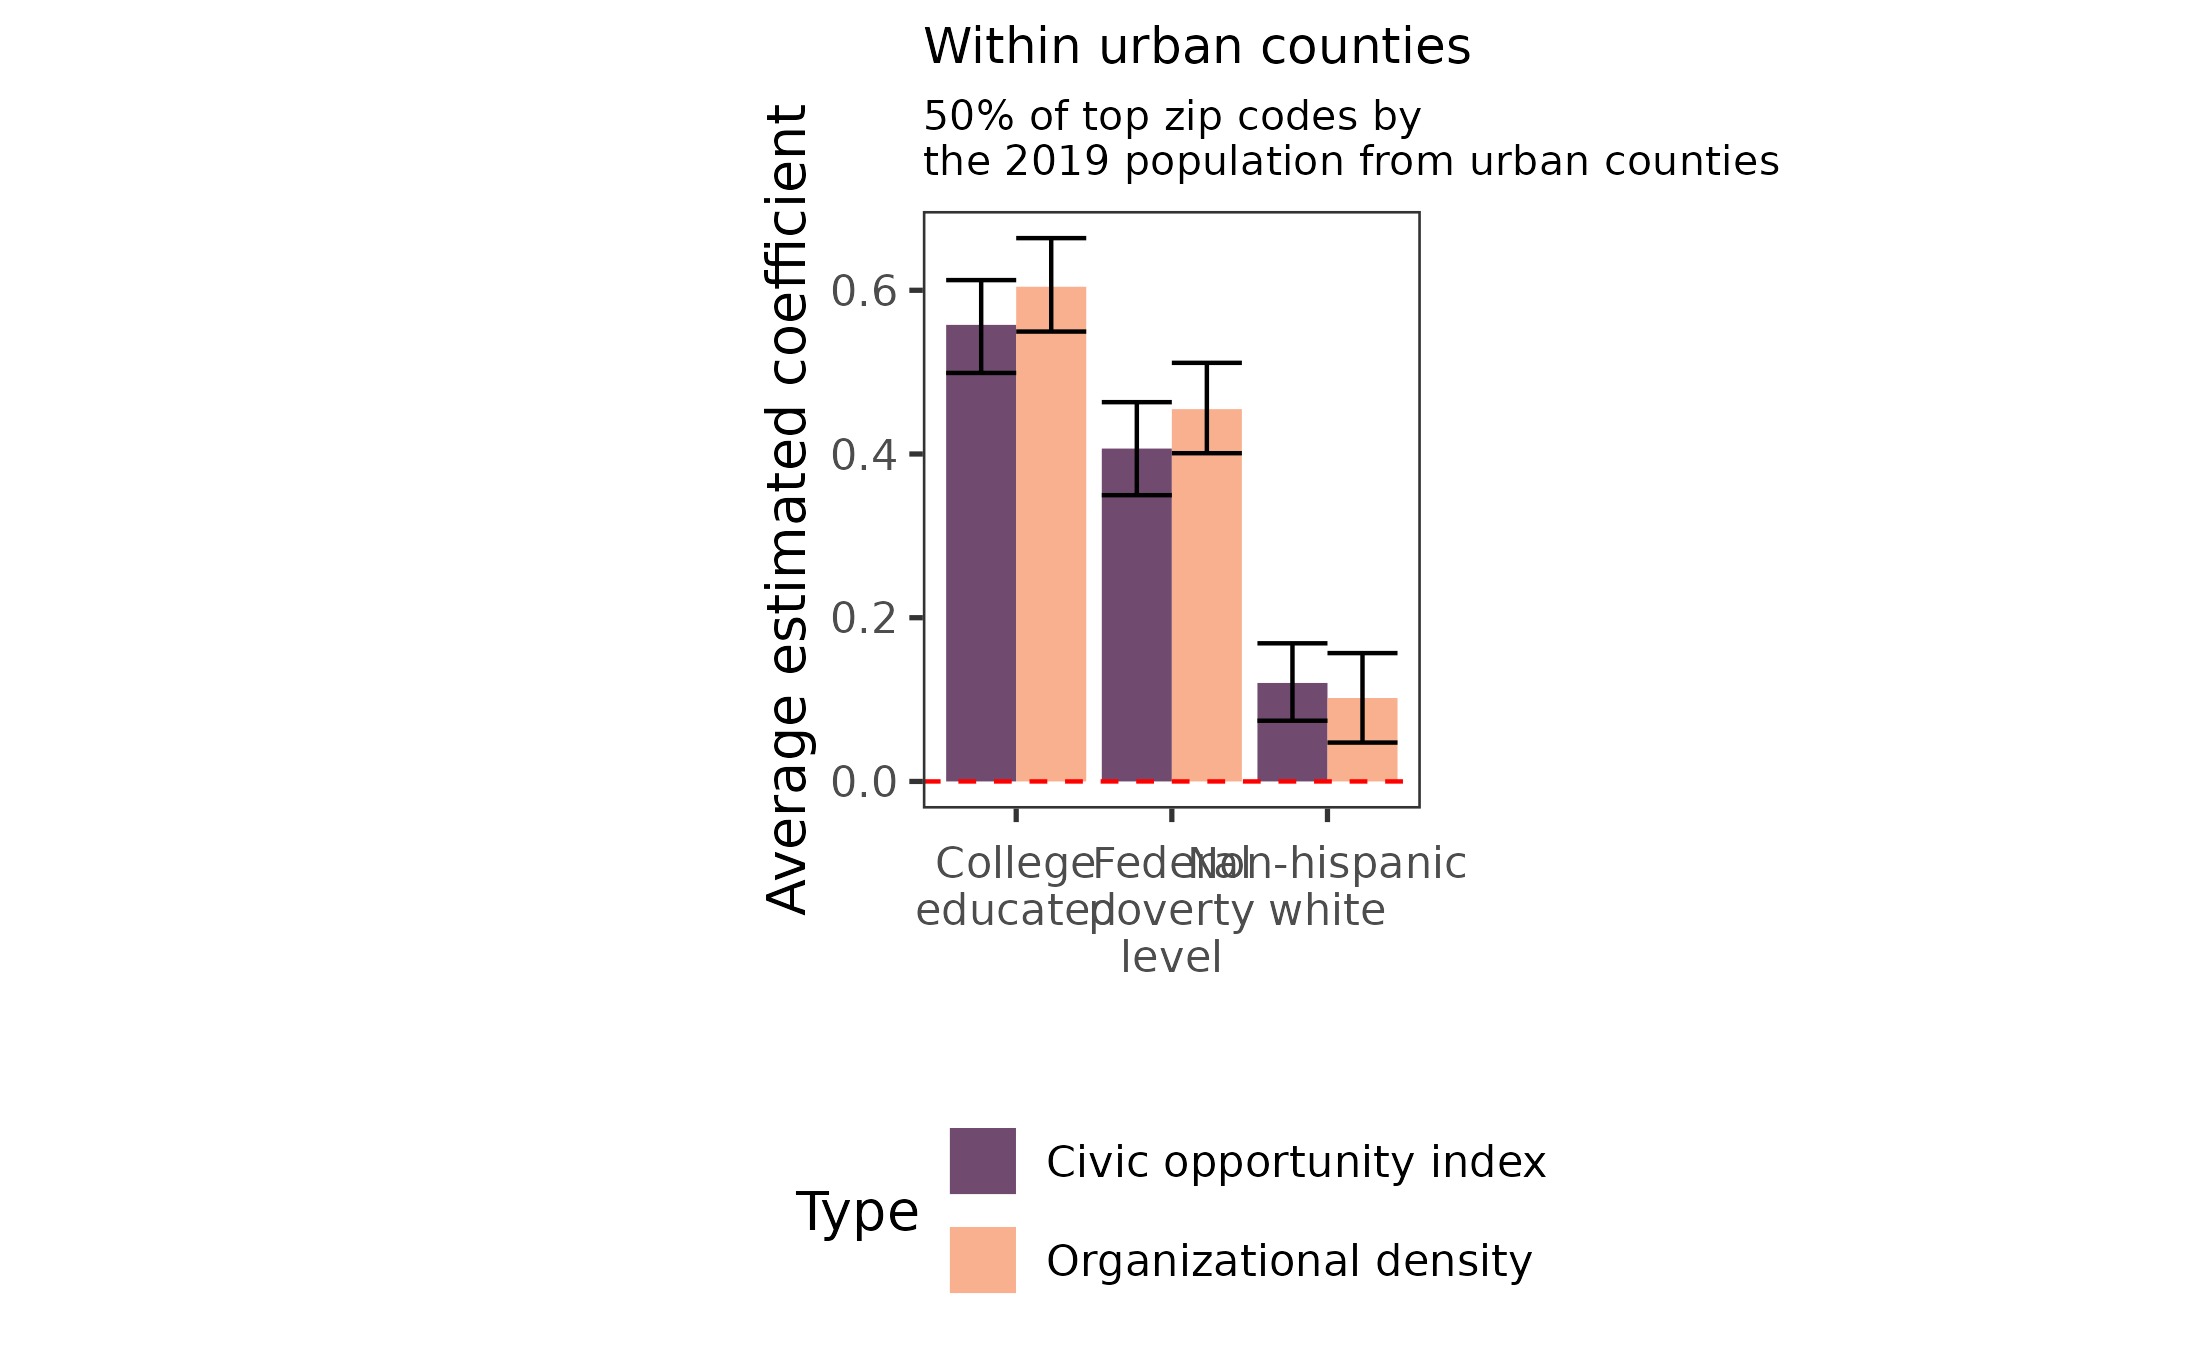 Within urban counties
50% of top zip codes by
the 2019 population from urban counties
Average estimated coefficient
0.6
0.4
0.2
0.0
College
educated
Federal
poverty
level
Non-hispanic
white
Type
Civic opportunity index
Organizational density